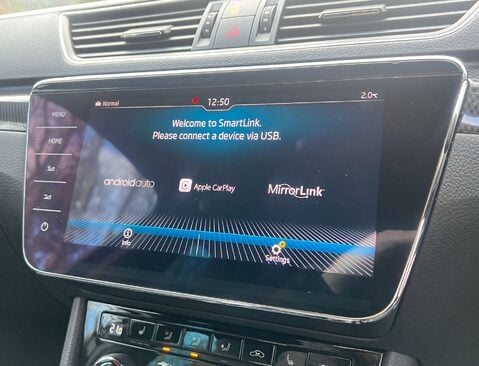 Normal 12:50 2.0°C
MENU
Welcome to SmartLink.
Please connect a device via USB.
HOME
androidauto Apple CarPlay MirrorLink
Info Settings